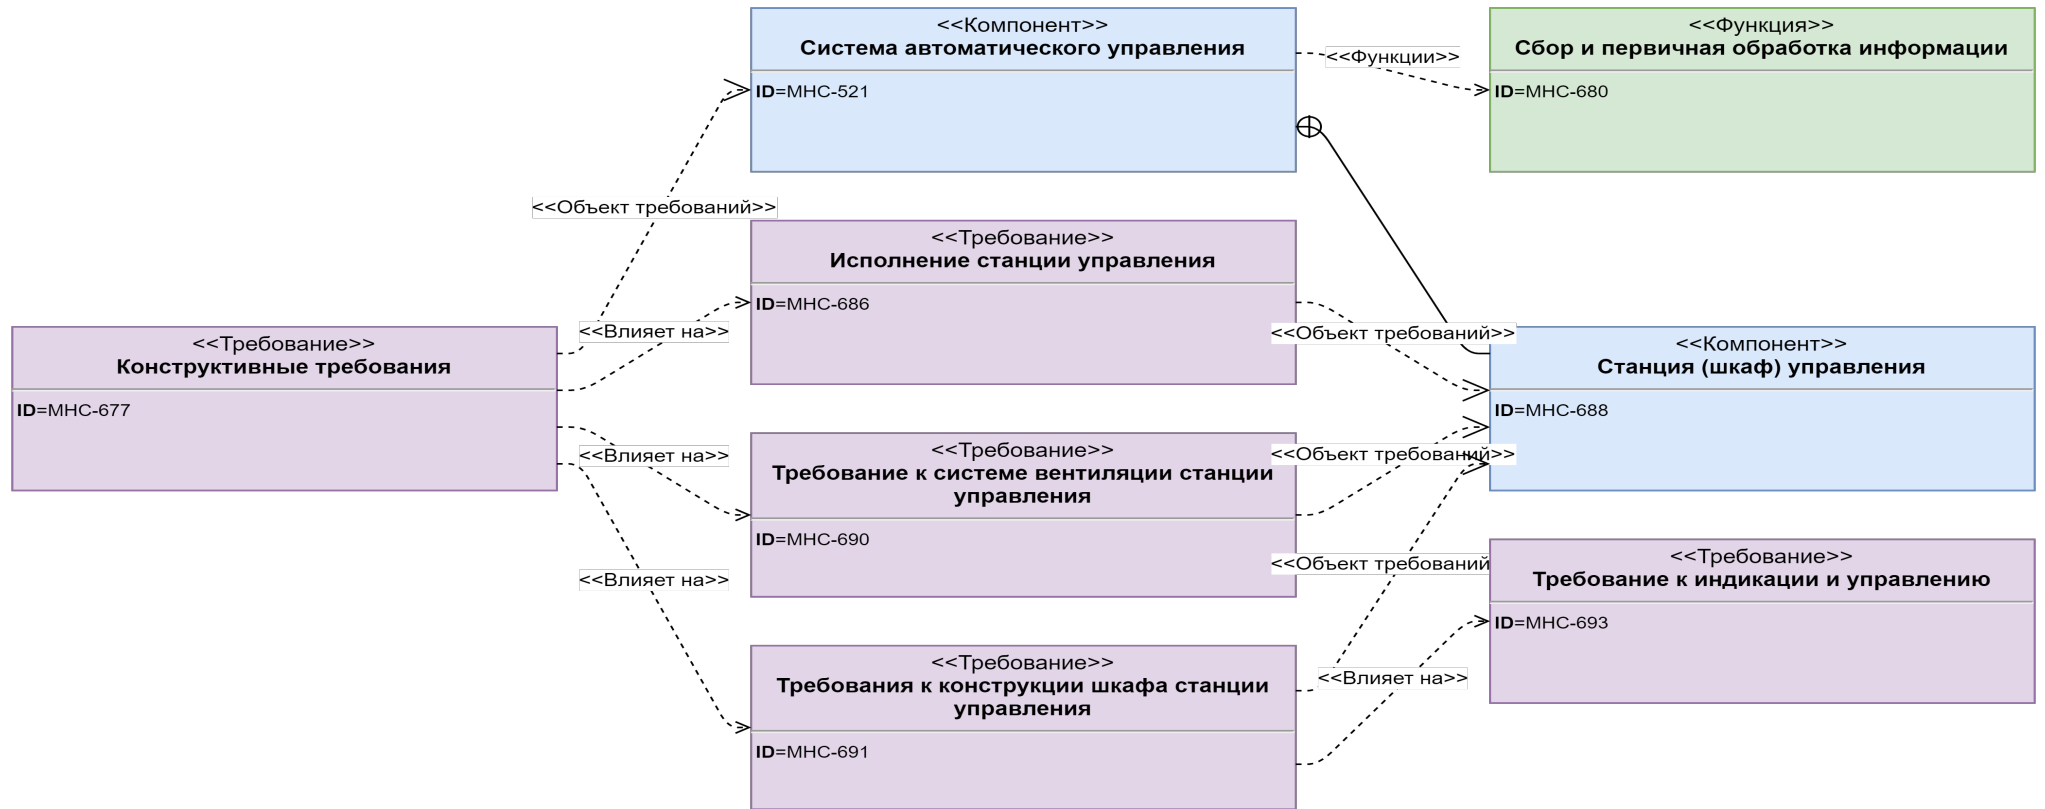 <<Компонент>>
Система автоматического управления
ID=МНС-521
<<Функция>>
Сбор и первичная обработка информации
ID=МНС-680
<<Функции>>
<<Объект требований>>
<<Требование>>
Исполнение станции управления
ID=МНС-686
<<Влияет на>>
<<Объект требований>>
<<Требование>>
Конструктивные требования
ID=МНС-677
<<Компонент>>
Станция (шкаф) управления
ID=МНС-688
<<Влияет на>>
<<Объект требований>>
<<Требование>>
Требование к системе вентиляции станции
управления
ID=МНС-690
<<Влияет на>>
<<Объект требований
<<Требование>>
Требование к индикации и управлению
ID=МНС-693
<<Требование>>
Требования к конструкции шкафа станции
управления
ID=МНС-691
<<Влияет на>>